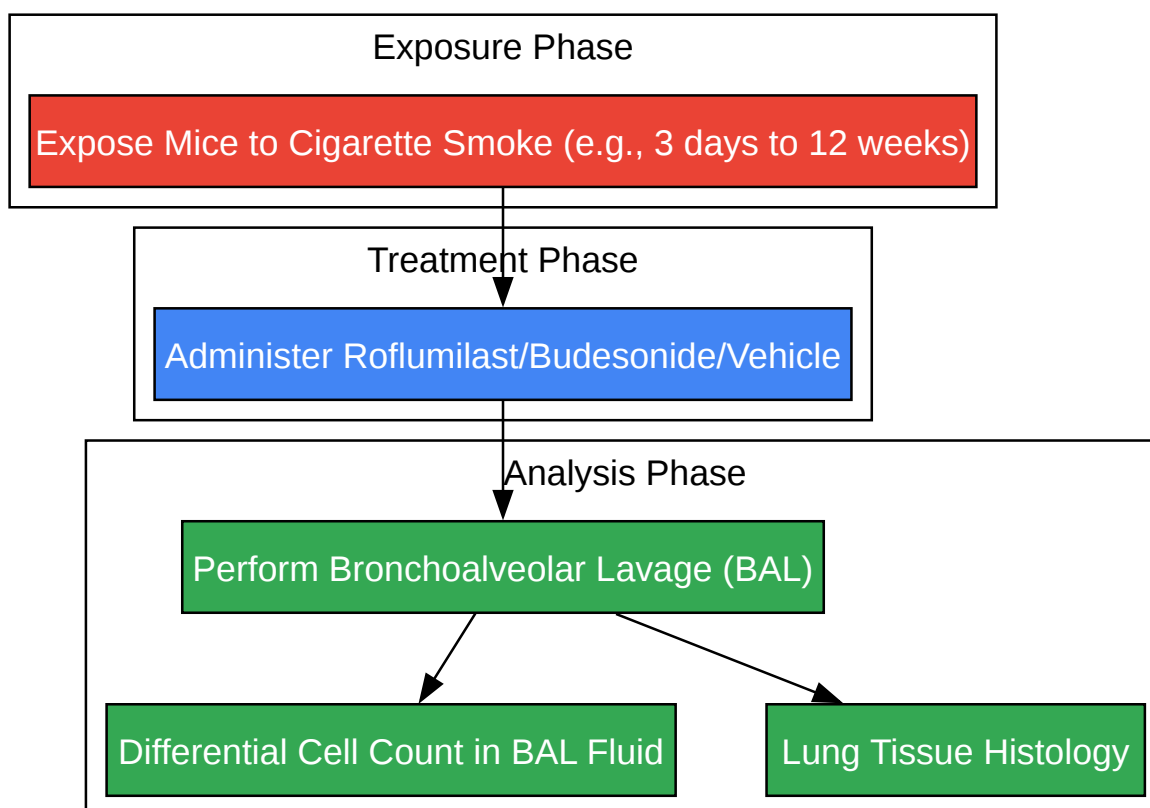 Exposure Phase
Expose Mice to Cigarette Smoke (e.g., 3 days to 12 weeks)
Treatment Phase
Administer Roflumilast/Budesonide/Vehicle
Analysis Phase
Perform Bronchoalveolar Lavage (BAL)
Differential Cell Count in BAL Fluid
Lung Tissue Histology